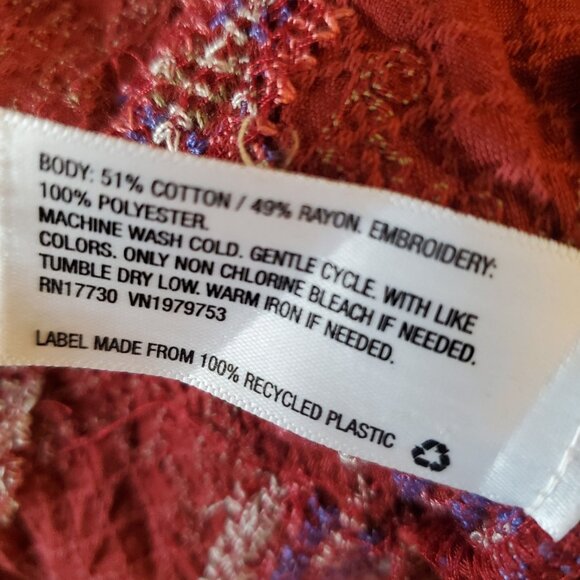 BODY: 51% COTTON / 49% RAYON. EMBROIDERY:
100% POLYESTER.
MACHINE WASH COLD. GENTLE CYCLE. WITH LIKE
COLORS. ONLY NON CHLORINE BLEACH IF NEEDED.
TUMBLE DRY LOW. WARM IRON IF NEEDED.
RN17730 VN1979753
LABEL MADE FROM 100% RECYCLED PLASTIC